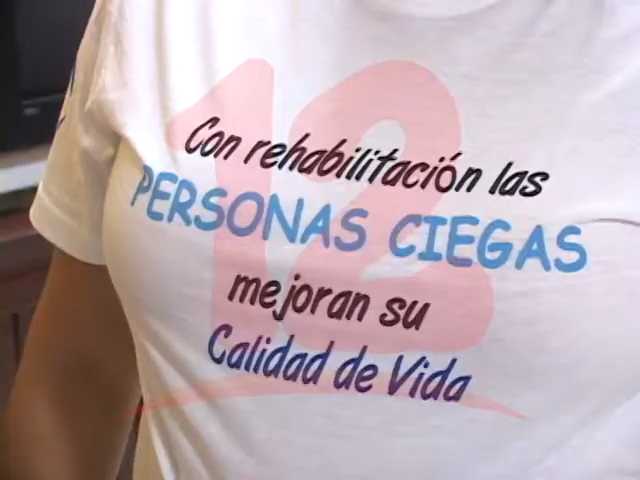 12
Con rehabilitación las
PERSONAS CIEGAS
mejoran su
Calidad de Vida